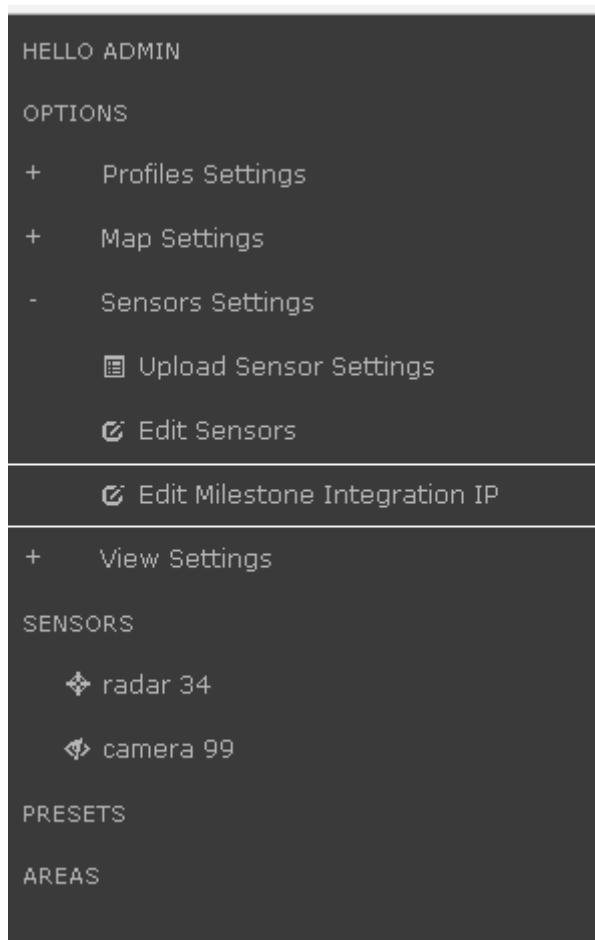 HELLO ADMIN
OPTIONS
+ Profiles Settings
+ Map Settings
- Sensors Settings
Upload Sensor Settings
Edit Sensors
Edit Milestone Integration IP
+ View Settings
SENSORS
radar 34
camera 99
PRESETS
AREAS